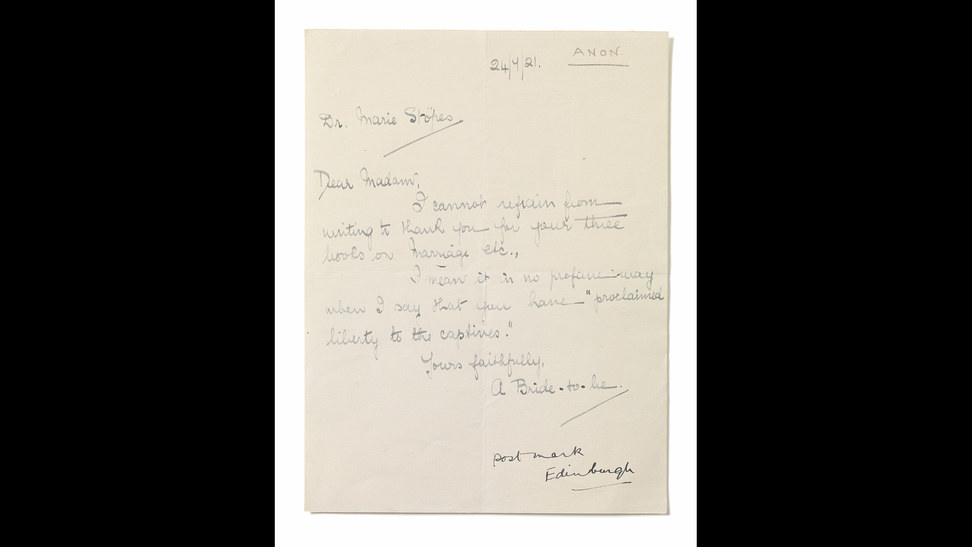 ANON.
24/7/21.
Dr. Marie Stöpes
Dear Madam,
I cannot refrain from
writing to thank you for your three
books on Marriage etc.,
I mean it in no profane way
when I say that you have "proclaimed
liberty to the captives."
Yours faithfully,
A Bride-to-be.
post mark
Edinburgh